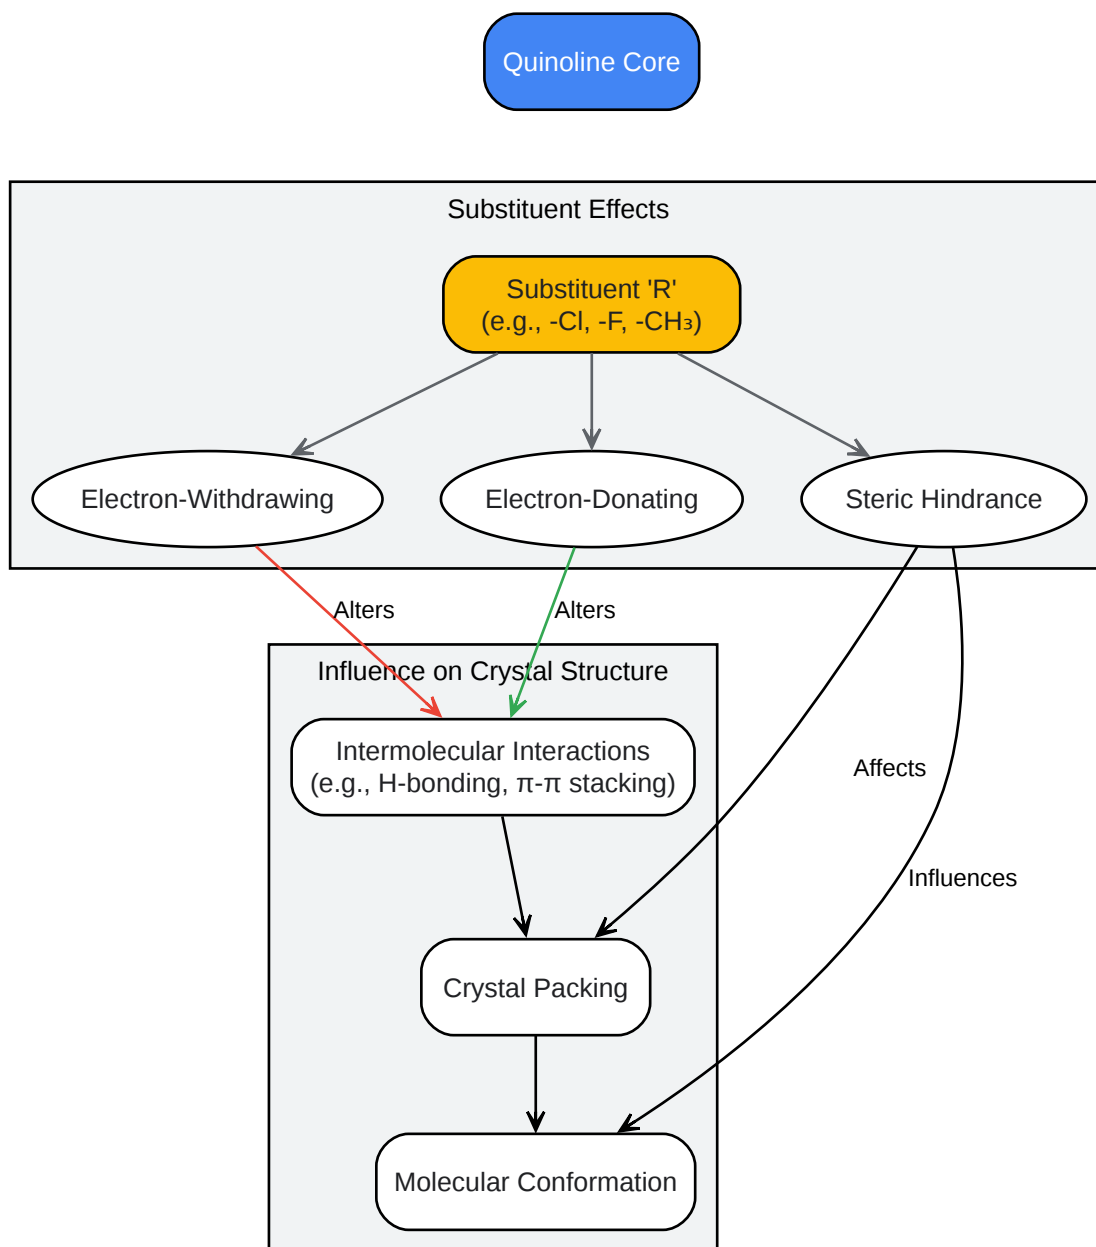 Quinoline Core
Substituent Effects
Substituent 'R'
(e.g., -Cl, -F, -CH₃)
Electron-Withdrawing
Electron-Donating
Steric Hindrance
Alters
Alters
Influence on Crystal Structure
Intermolecular Interactions
(e.g., H-bonding, π-π stacking)
Affects
Influences
Crystal Packing
Molecular Conformation